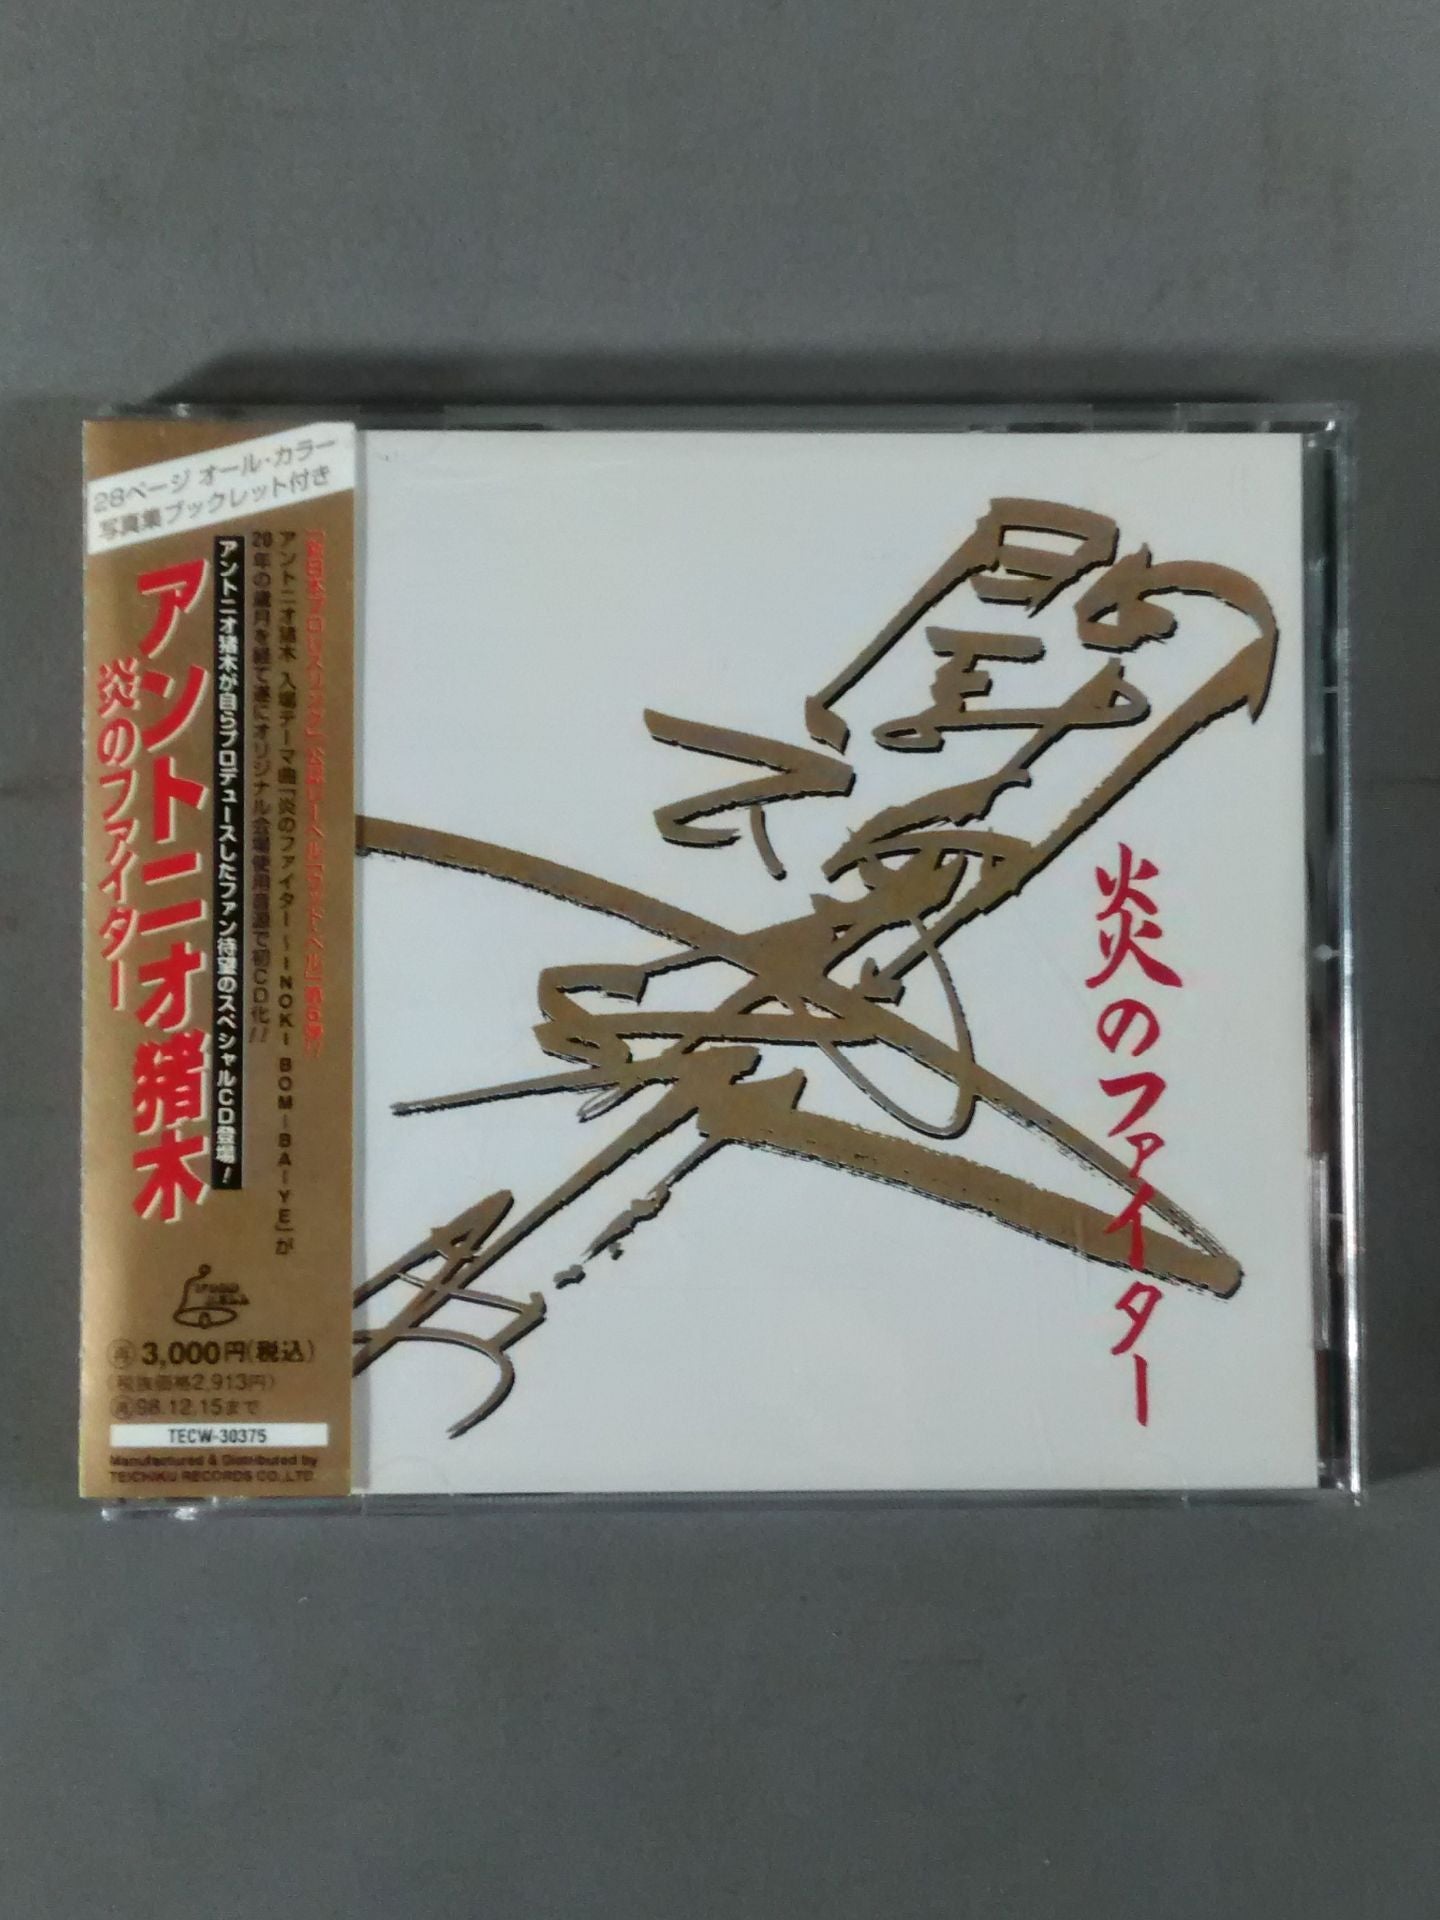 28ページ オール・カラー
写真集ブックレット付き
アントニオ猪木 入場テーマ曲「炎のファイター〜INOKI BOM-BA-YE」が
20年の歳月を経て遂にオリジナル会場使用音源で初CD化!!
アントニオ猪木が自らプロデュースしたファン待望のスペシャルCD登場!
アントニオ猪木
炎のファイター
再 3,000円(税込)
(税抜価格2,913円)
再 98.12.15まで
TECW-30375
Manufactured & Distributed by
TEICHIKU RECORDS CO.,LTD.
炎のファイター